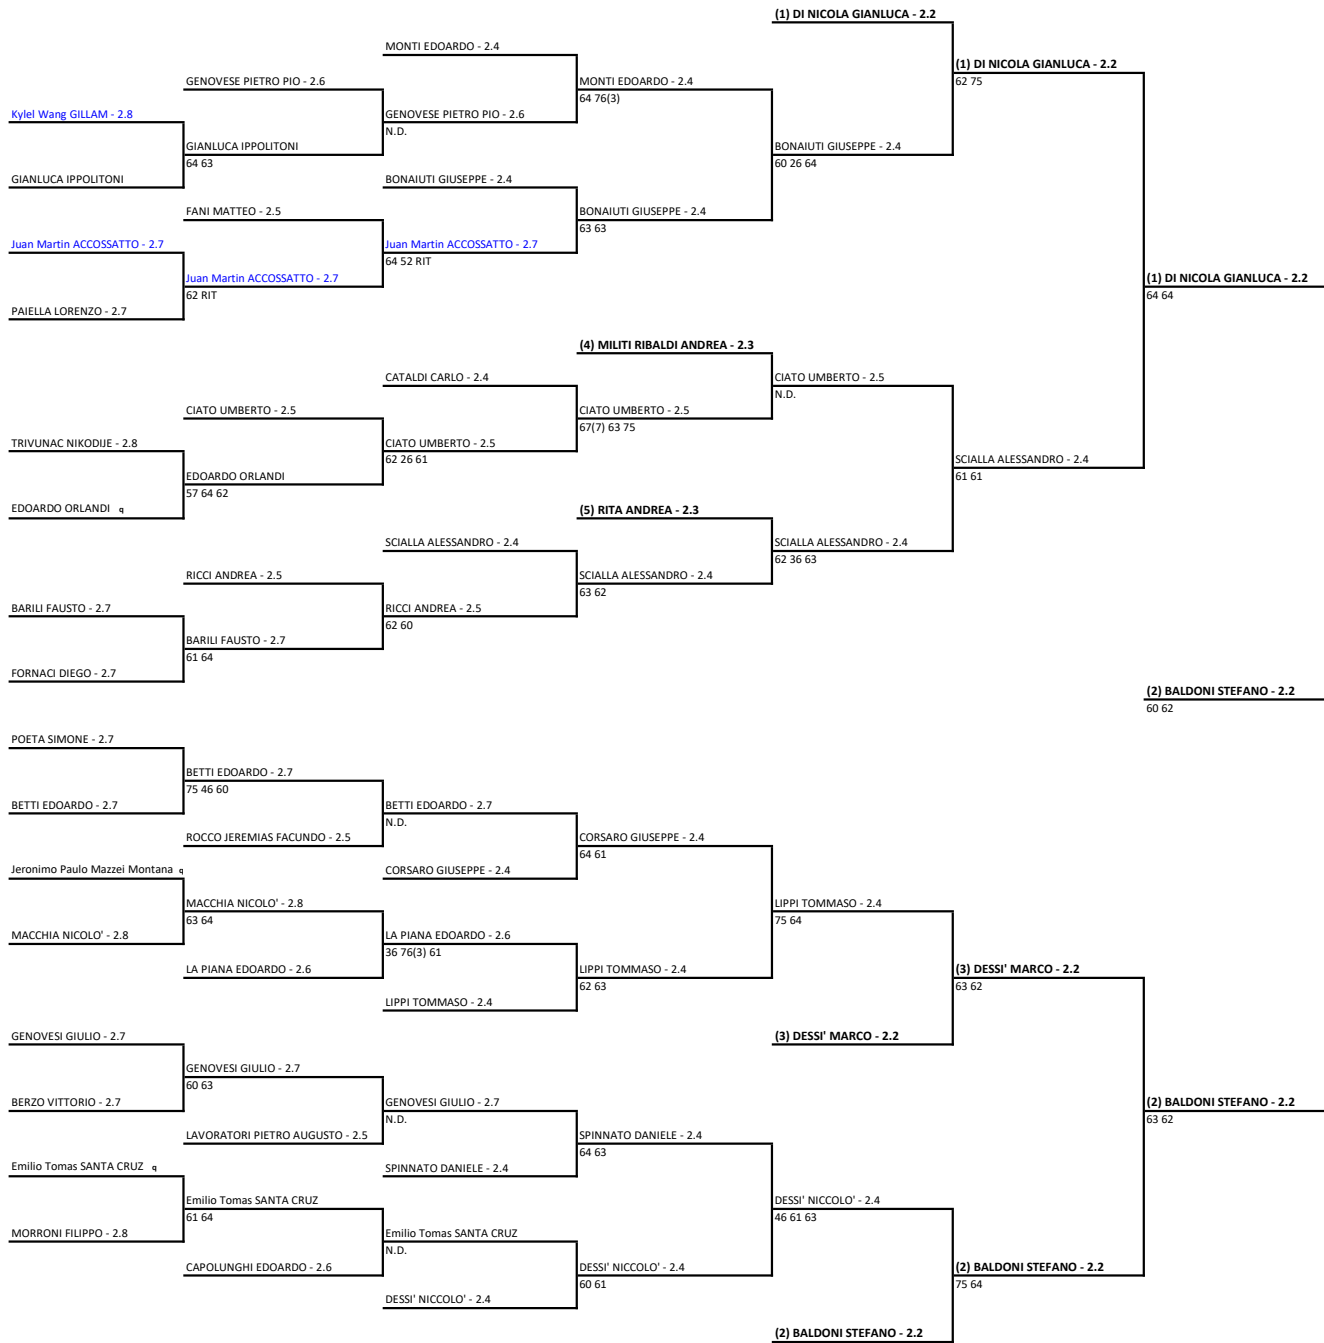 (1) DI NICOLA GIANLUCA - 2.2
MONTI EDOARDO - 2.4
(1) DI NICOLA GIANLUCA - 2.2
62 75
GENOVESE PIETRO PIO - 2.6
MONTI EDOARDO - 2.4
64 76(3)
Kylel Wang GILLAM - 2.8
GENOVESE PIETRO PIO - 2.6
N.D.
GIANLUCA IPPOLITONI
64 63
BONAIUTI GIUSEPPE - 2.4
60 26 64
GIANLUCA IPPOLITONI
BONAIUTI GIUSEPPE - 2.4
FANI MATTEO - 2.5
BONAIUTI GIUSEPPE - 2.4
63 63
Juan Martin ACCOSSATTO - 2.7
Juan Martin ACCOSSATTO - 2.7
64 52 RIT
Juan Martin ACCOSSATTO - 2.7
62 RIT
(1) DI NICOLA GIANLUCA - 2.2
64 64
PAIELLA LORENZO - 2.7
(4) MILITI RIBALDI ANDREA - 2.3
CATALDI CARLO - 2.4
CIATO UMBERTO - 2.5
N.D.
CIATO UMBERTO - 2.5
CIATO UMBERTO - 2.5
67(7) 63 75
TRIVUNAC NIKODIJE - 2.8
CIATO UMBERTO - 2.5
62 26 61
SCIALLA ALESSANDRO - 2.4
61 61
EDOARDO ORLANDI
57 64 62
EDOARDO ORLANDI q
(5) RITA ANDREA - 2.3
SCIALLA ALESSANDRO - 2.4
SCIALLA ALESSANDRO - 2.4
62 36 63
RICCI ANDREA - 2.5
SCIALLA ALESSANDRO - 2.4
63 62
BARILI FAUSTO - 2.7
RICCI ANDREA - 2.5
62 60
BARILI FAUSTO - 2.7
61 64
FORNACI DIEGO - 2.7
(2) BALDONI STEFANO - 2.2
60 62
POETA SIMONE - 2.7
BETTI EDOARDO - 2.7
75 46 60
BETTI EDOARDO - 2.7
BETTI EDOARDO - 2.7
N.D.
ROCCO JEREMIAS FACUNDO - 2.5
CORSARO GIUSEPPE - 2.4
64 61
Jeronimo Paulo Mazzei Montana q
CORSARO GIUSEPPE - 2.4
MACCHIA NICOLO' - 2.8
63 64
LIPPI TOMMASO - 2.4
75 64
MACCHIA NICOLO' - 2.8
LA PIANA EDOARDO - 2.6
36 76(3) 61
LA PIANA EDOARDO - 2.6
LIPPI TOMMASO - 2.4
62 63
(3) DESSI' MARCO - 2.2
63 62
LIPPI TOMMASO - 2.4
GENOVESI GIULIO - 2.7
(3) DESSI' MARCO - 2.2
GENOVESI GIULIO - 2.7
60 63
BERZO VITTORIO - 2.7
GENOVESI GIULIO - 2.7
N.D.
(2) BALDONI STEFANO - 2.2
63 62
LAVORATORI PIETRO AUGUSTO - 2.5
SPINNATO DANIELE - 2.4
64 63
Emilio Tomas SANTA CRUZ q
SPINNATO DANIELE - 2.4
Emilio Tomas SANTA CRUZ
61 64
DESSI' NICCOLO' - 2.4
46 61 63
MORRONI FILIPPO - 2.8
Emilio Tomas SANTA CRUZ
N.D.
CAPOLUNGHI EDOARDO - 2.6
DESSI' NICCOLO' - 2.4
60 61
(2) BALDONI STEFANO - 2.2
75 64
DESSI' NICCOLO' - 2.4
(2) BALDONI STEFANO - 2.2